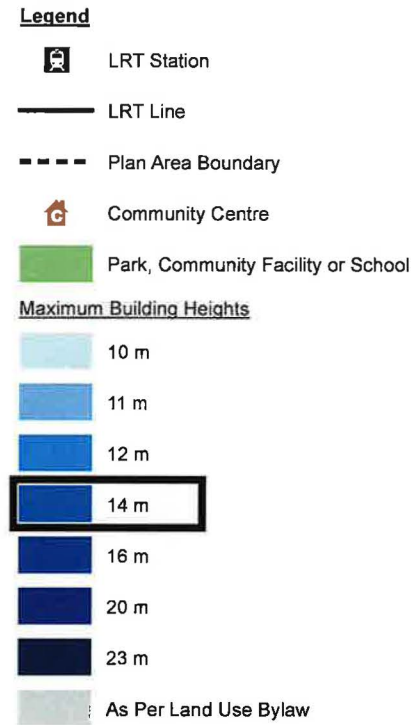 Legend
LRT Station
LRT Line
Plan Area Boundary
C
Community Centre
Park, Community Facility or School
Maximum Building Heights
10 m
11 m
12 m
14 m
16 m
20 m
23 m
As Per Land Use Bylaw